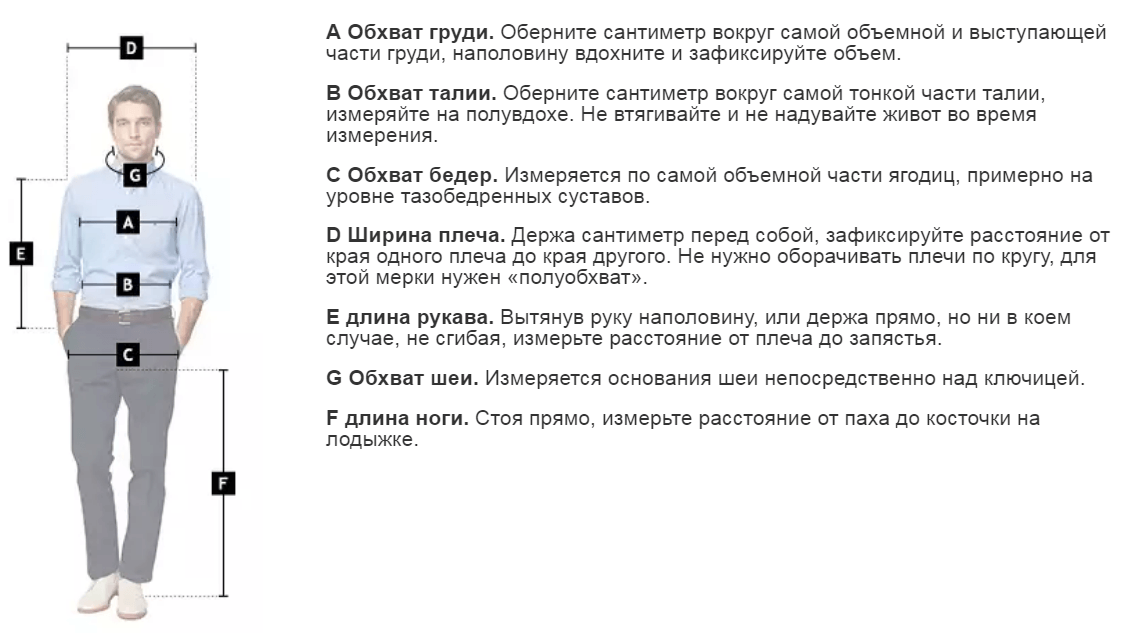 D
G
A
E
B
C
F
А Обхват груди. Оберните сантиметр вокруг самой объемной и выступающей
части груди, наполовину вдохните и зафиксируйте объем.
В Обхват талии. Оберните сантиметр вокруг самой тонкой части талии,
измеряйте на полувдохе. Не втягивайте и не надувайте живот во время
измерения.
С Обхват бедер. Измеряется по самой объемной части ягодиц, примерно на
уровне тазобедренных суставов.
D Ширина плеча. Держа сантиметр перед собой, зафиксируйте расстояние от
края одного плеча до края другого. Не нужно оборачивать плечи по кругу, для
этой мерки нужен «полуобхват».
Е длина рукава. Вытянув руку наполовину, или держа прямо, но ни в коем
случае, не сгибая, измерьте расстояние от плеча до запястья.
G Обхват шеи. Измеряется основания шеи непосредственно над ключицей.
F длина ноги. Стоя прямо, измерьте расстояние от паха до косточки на
лодыжке.